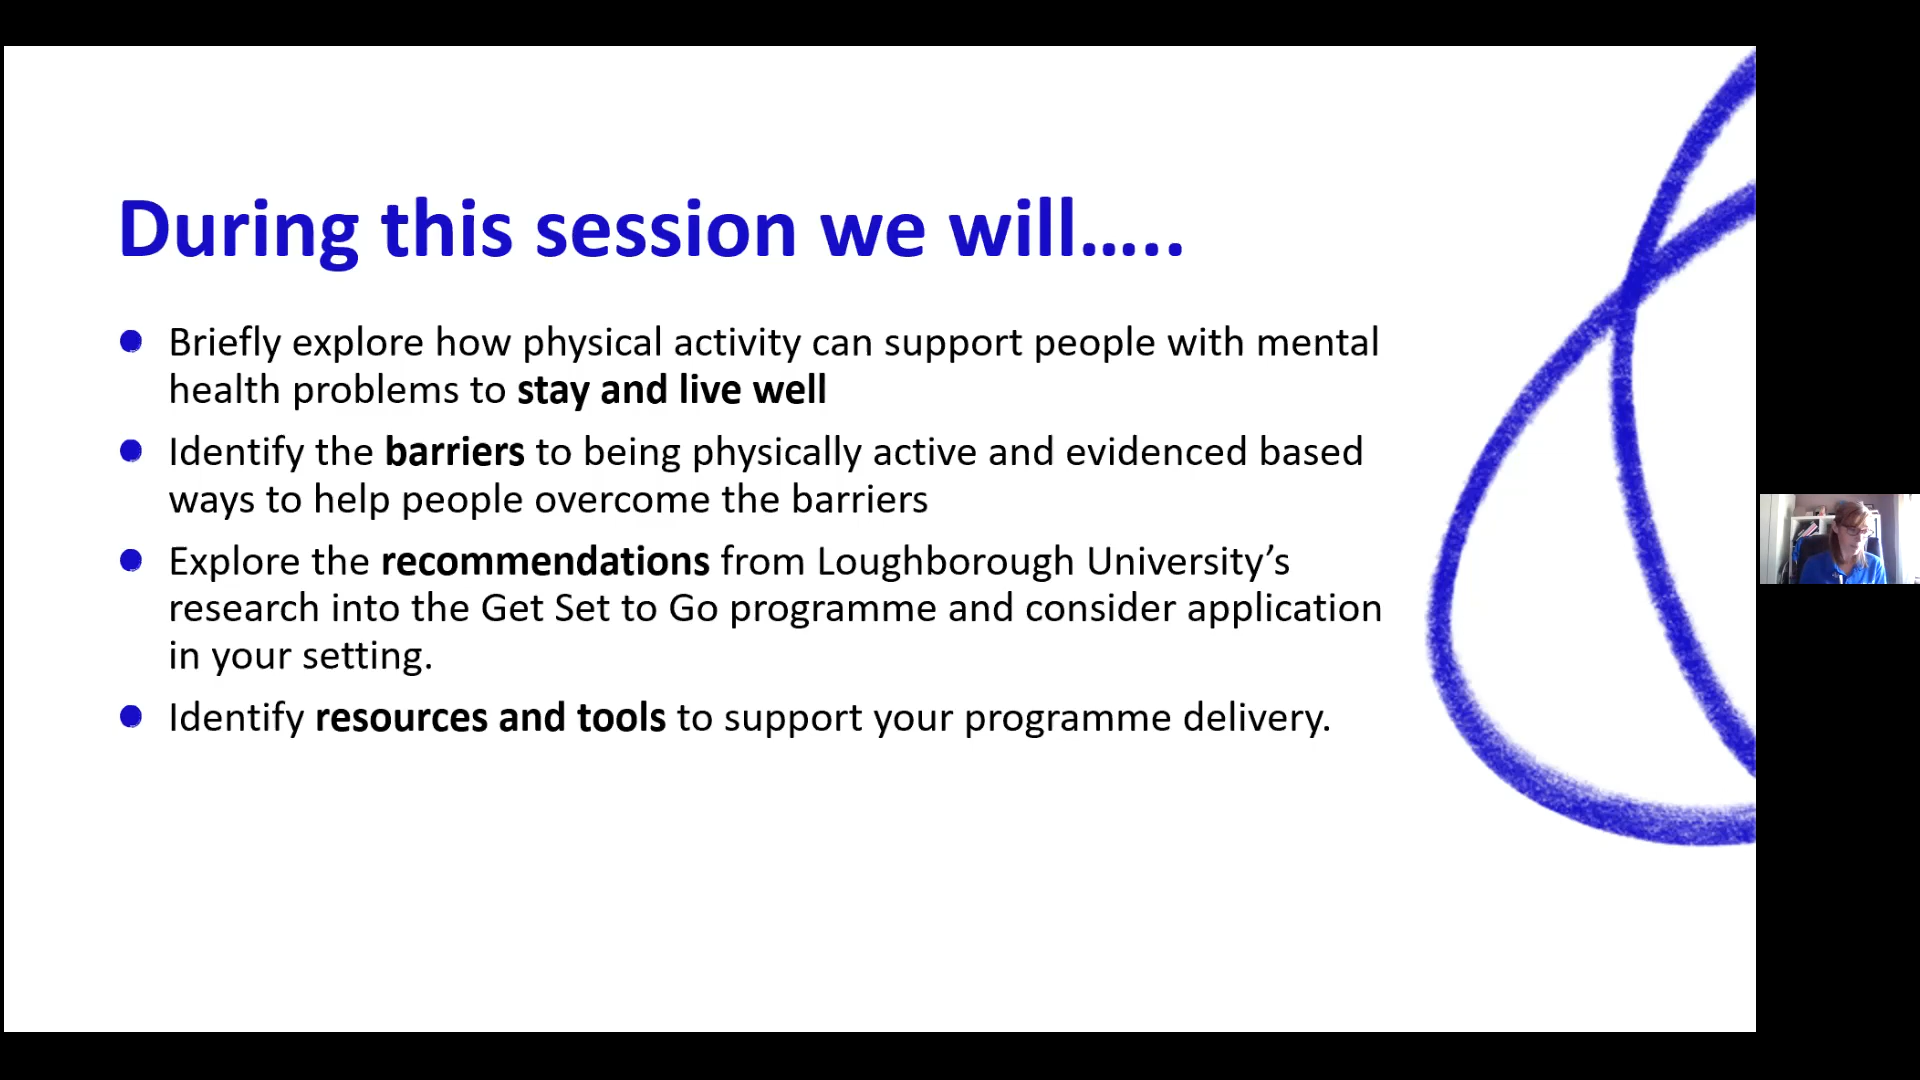 During this session we will…..
Briefly explore how physical activity can support people with mental
health problems to stay and live well
Identify the barriers to being physically active and evidenced based
ways to help people overcome the barriers
Explore the recommendations from Loughborough University’s
research into the Get Set to Go programme and consider application
in your setting.
Identify resources and tools to support your programme delivery.